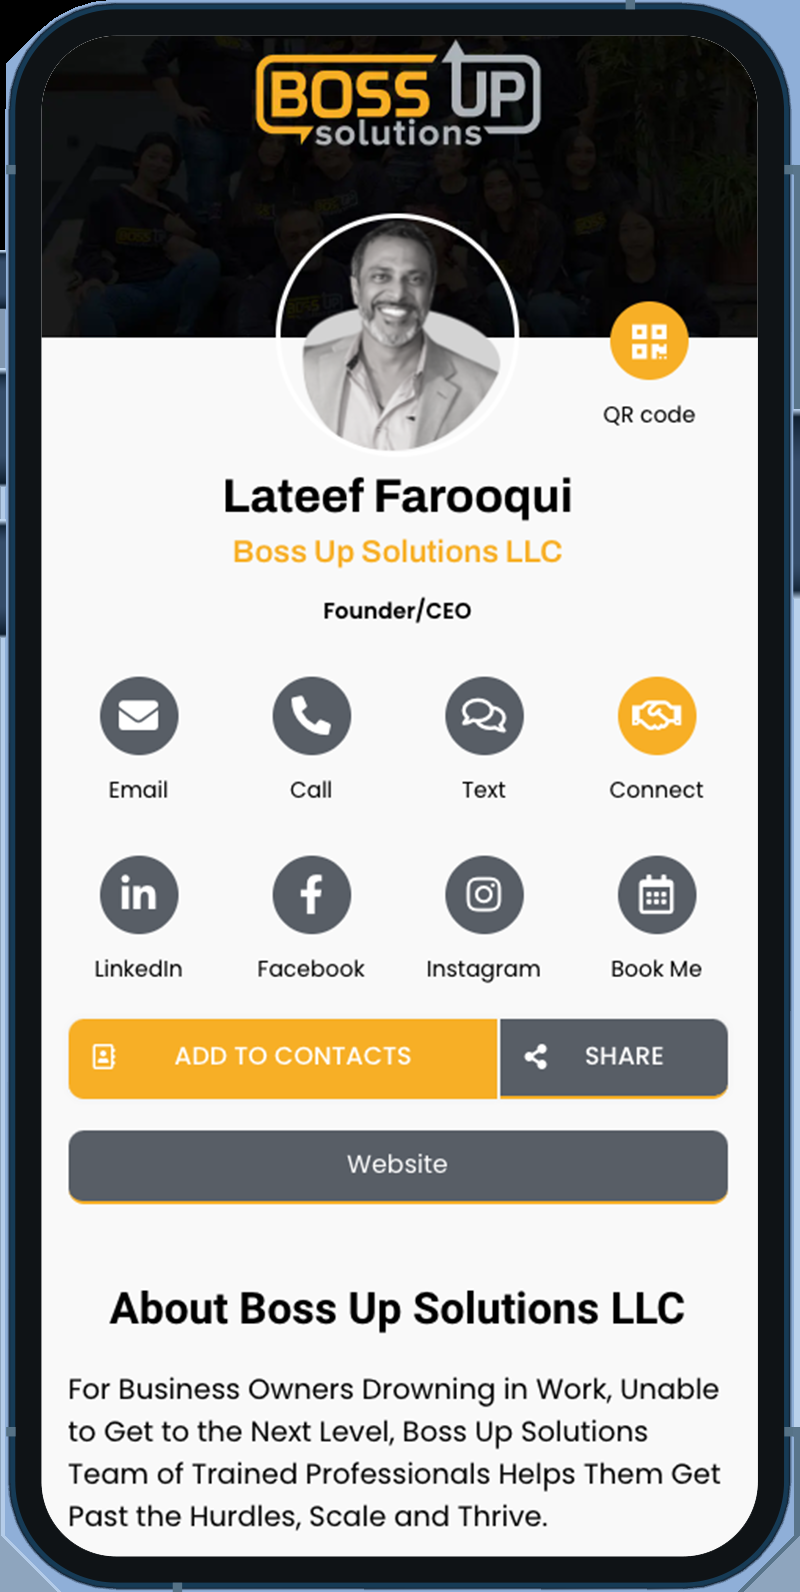 BOSS UP
solutions
QR code
Lateef Farooqui
Boss Up Solutions LLC
Founder/CEO
Email Call Text Connect
LinkedIn Facebook Instagram Book Me
ADD TO CONTACTS SHARE
Website
About Boss Up Solutions LLC
For Business Owners Drowning in Work, Unable
to Get to the Next Level, Boss Up Solutions
Team of Trained Professionals Helps Them Get
Past the Hurdles, Scale and Thrive.